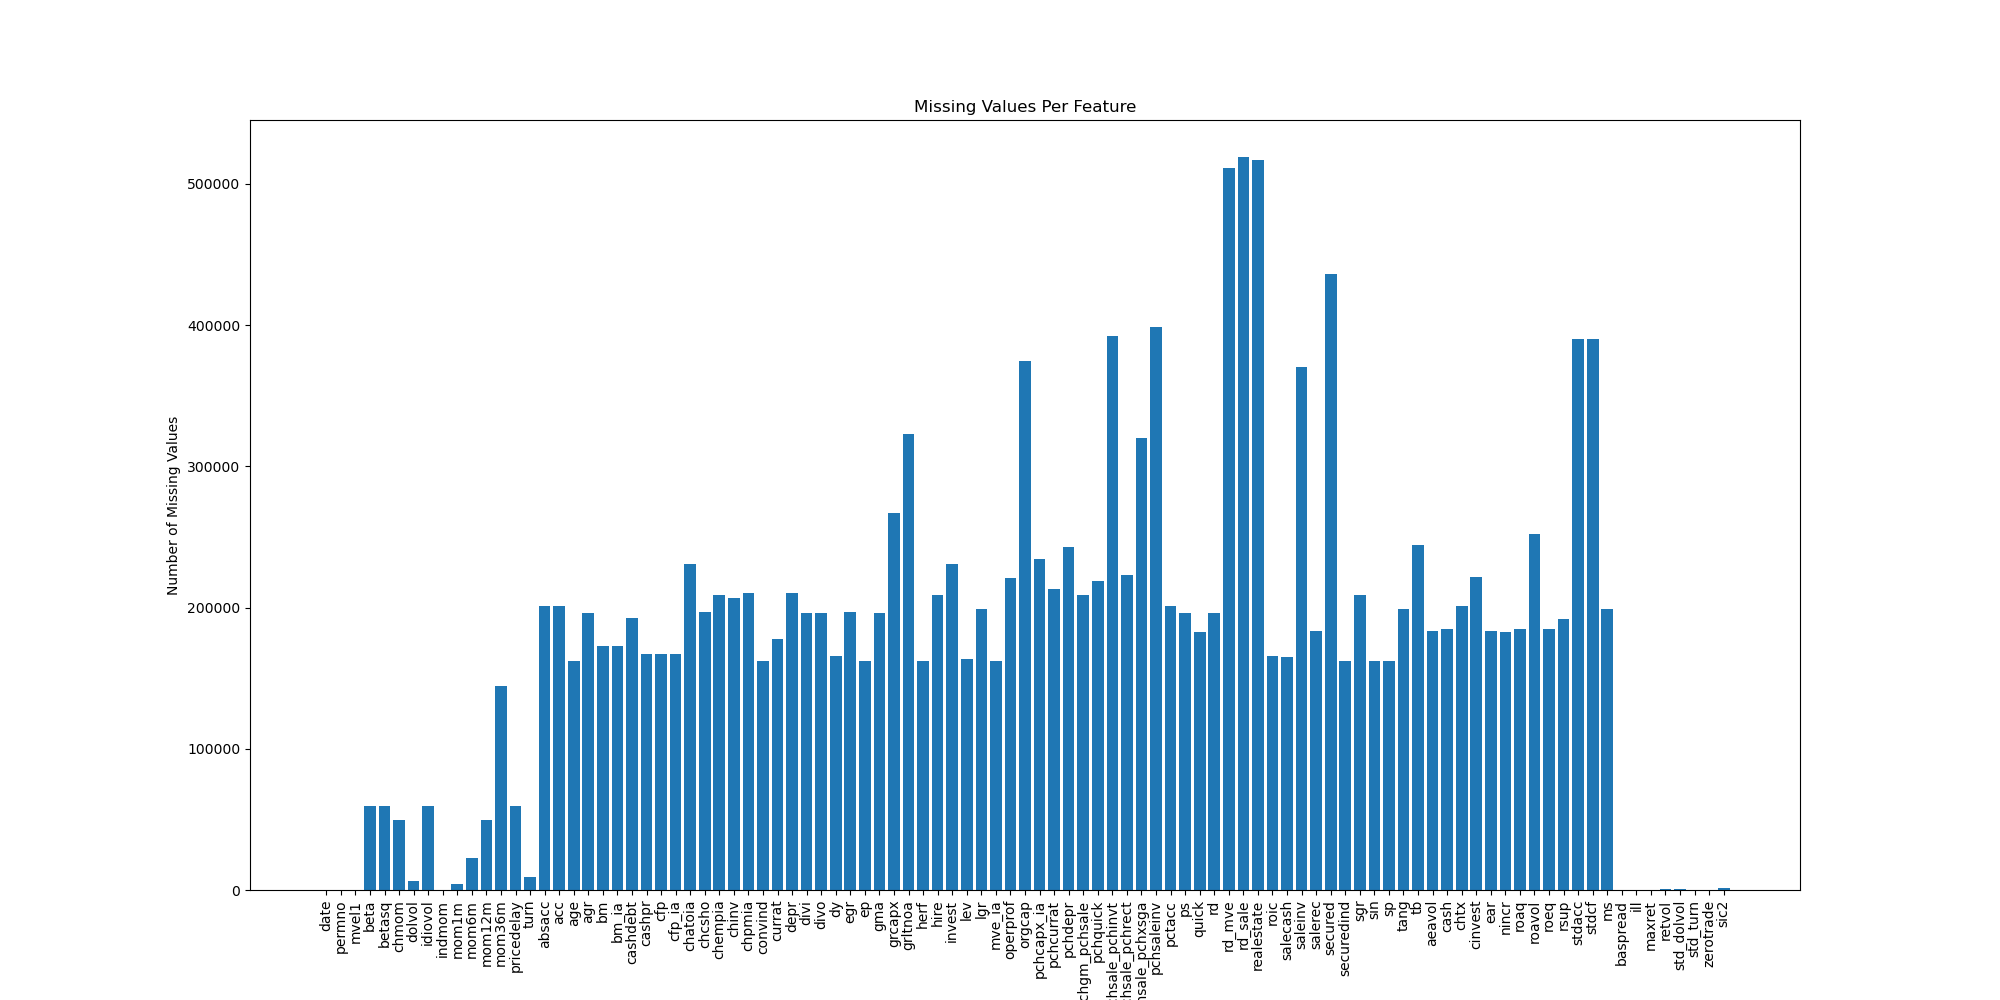 Missing Values Per Feature
Number of Missing Values
500000
400000
300000
200000
100000
0
date
permno
mvel1
beta
betasq
chmom
dolvol
idiovol
indmom
mom1m
mom6m
mom12m
mom36m
pricedelay
turn
absacc
acc
age
agr
bm
bm_ia
cashdebt
cashpr
cfp
cfp_ia
chatoia
chcsho
chempia
chinv
chpmia
convind
currat
depr
divi
divo
dy
egr
ep
gma
grcapx
grltnoa
herf
hire
invest
lev
lgr
mve_ia
operprof
orgcap
pchcapx_ia
pchcurrat
pchdepr
chgm_pchsale
pchquick
hsale_pchinvt
hsale_pchrect
hsale_pchxsga
pchsaleinv
pctacc
ps
quick
rd
rd_mve
rd_sale
realestate
roic
salecash
saleinv
salerec
secured
securedind
sgr
sin
sp
tang
tb
aeavol
cash
chtx
cinvest
ear
nincr
roaq
roavol
roeq
rsup
stdacc
stdcf
ms
baspread
ill
maxret
retvol
std_dolvol
std_turn
zerotrade
sic2